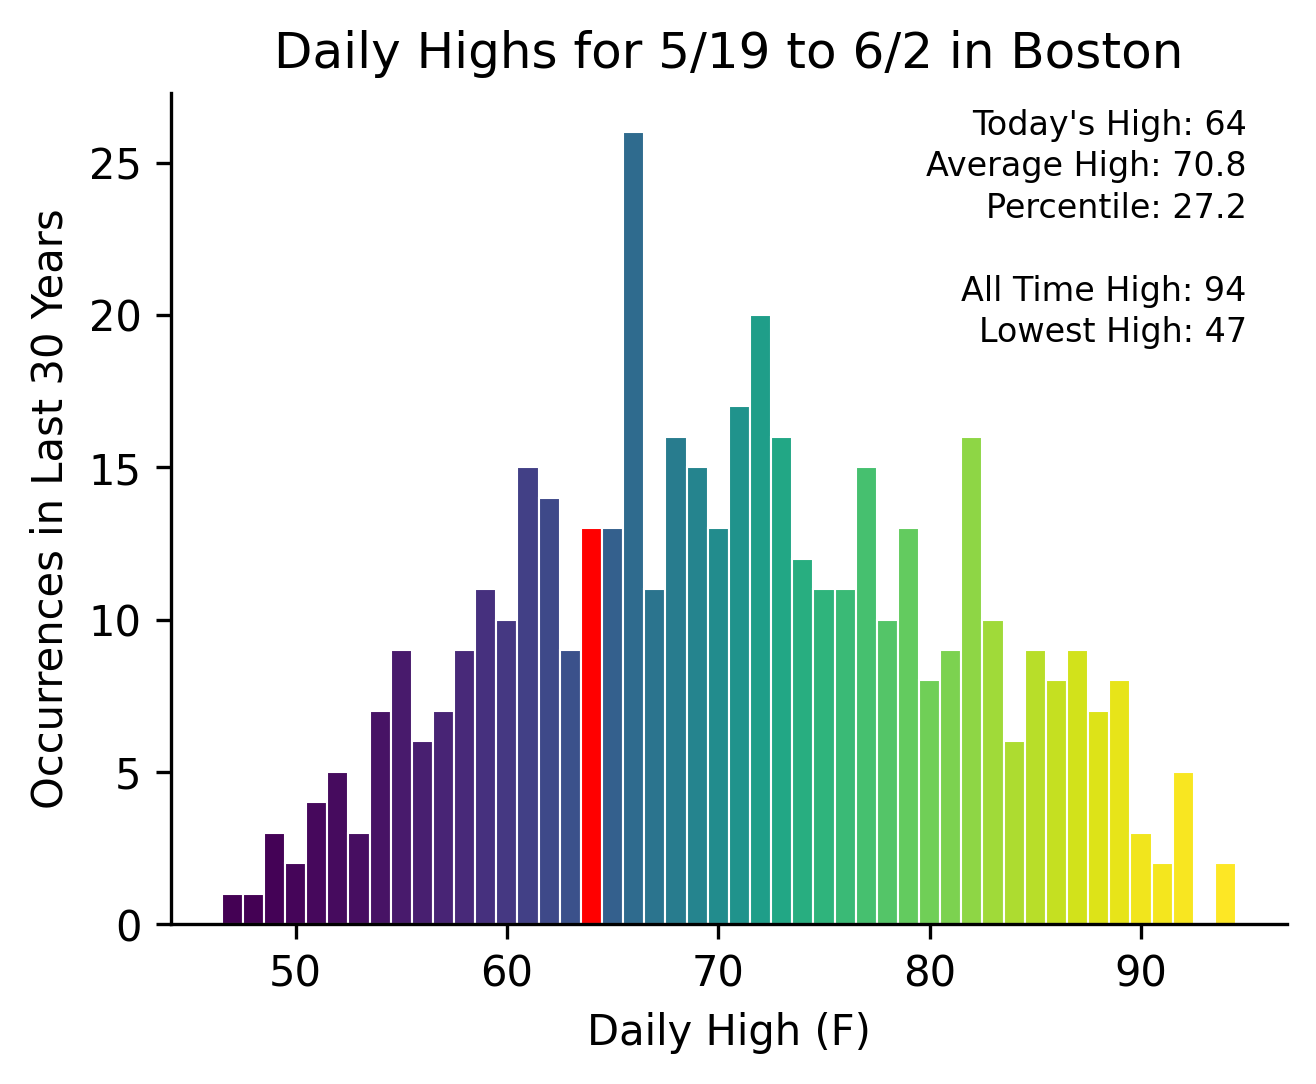 Daily Highs for 5/19 to 6/2 in Boston
Today's High: 64
Average High: 70.8
Percentile: 27.2
All Time High: 94
Lowest High: 47
Occurrences in Last 30 Years
25
20
15
10
5
0
50 60 70 80 90
Daily High (F)